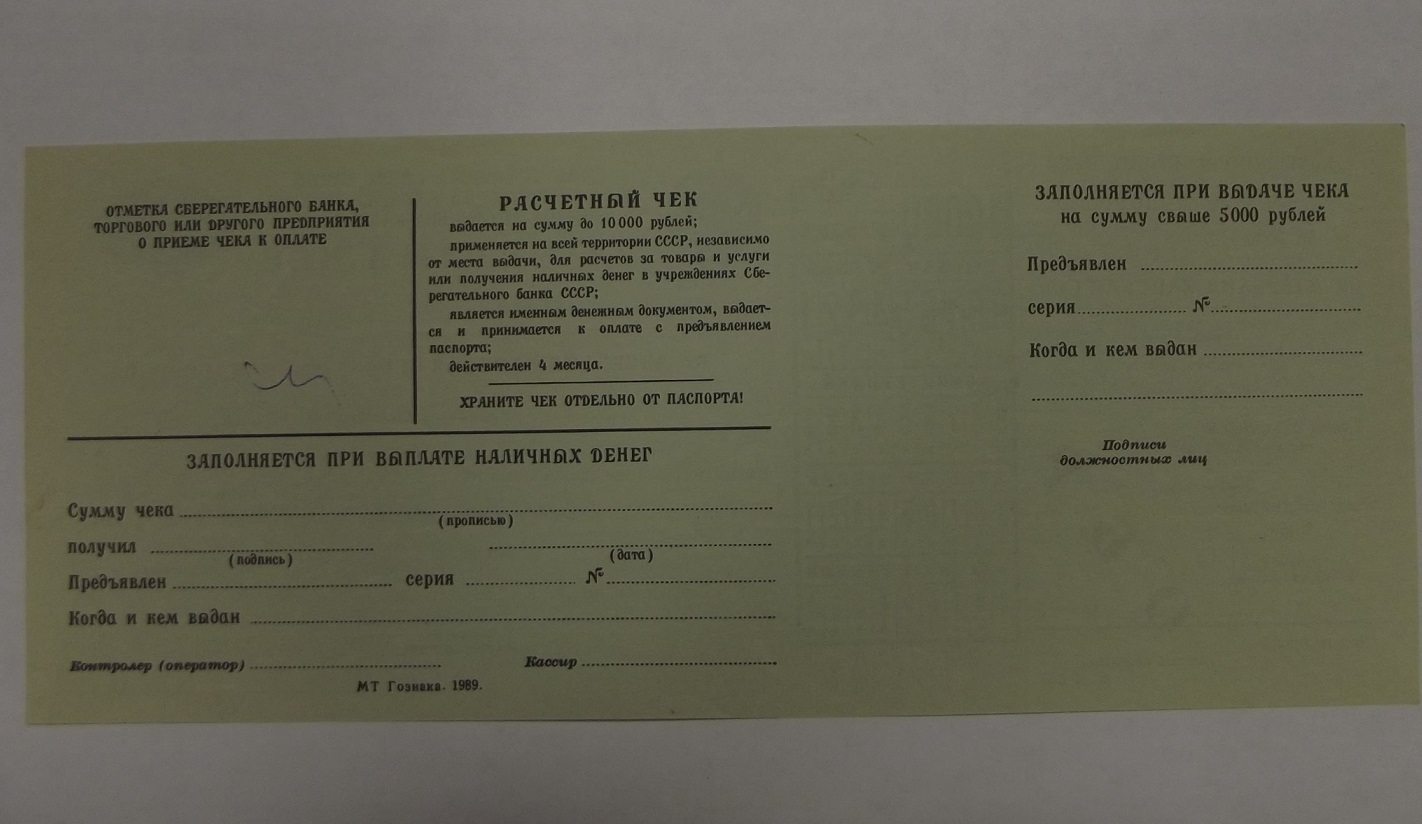 ОТМЕТКА СБЕРЕГАТЕЛЬНОГО БАНКА,
ТОРГОВОГО ИЛИ ДРУГОГО ПРЕДПРИЯТИЯ
О ПРИЕМЕ ЧЕКА К ОПЛАТЕ
РАСЧЕТНЫЙ ЧЕК
выдается на сумму до 10 000 рублей;
применяется на всей территории СССР, независимо
от места выдачи, для расчетов за товары и услуги
или получения наличных денег в учреждениях Сбе-
регательного банка СССР;
является именным денежным документом, выдает-
ся и принимается к оплате с предъявлением
паспорта;
действителен 4 месяца.
ХРАНИТЕ ЧЕК ОТДЕЛЬНО ОТ ПАСПОРТА!
ЗАПОЛНЯЕТСЯ ПРИ ВЫПЛАТЕ НАЛИЧНЫХ ДЕНЕГ
Сумму чека
(прописью)
получил
(подпись) (дата)
Предъявлен серия №
Когда и кем выдан
Контролер (оператор) Кассир
МТ Гознака. 1989.
ЗАПОЛНЯЕТСЯ ПРИ ВЫДАЧЕ ЧЕКА
на сумму свыше 5000 рублей
Предъявлен
серия №
Когда и кем выдан
Подписи
должностных лиц